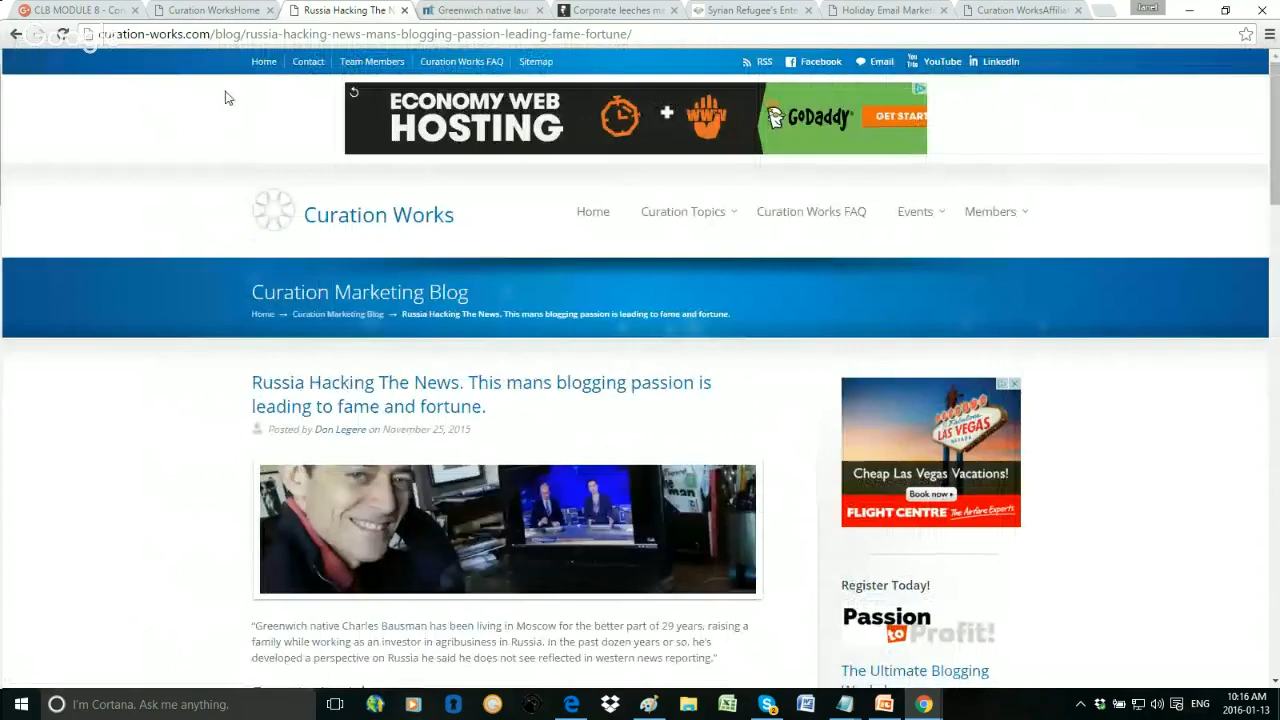 CLB MODULE 8 - Con
Curation WorksHome
Russia Hacking The N
Greenwich native lau
Corporate leeches ma
Syrian Refugee's Ente
Holiday Email Market
Curation WorksAffilia
Jarel
curation-works.com/blog/russia-hacking-news-mans-blogging-passion-leading-fame-fortune/
Home Contact Team Members Curation Works FAQ Sitemap
RSS Facebook Email YouTube LinkedIn
ECONOMY WEB
HOSTING
+
WWW
GoDaddy
GET START
Curation Works
Home Curation Topics Curation Works FAQ Events Members
Curation Marketing Blog
Home → Curation Marketing Blog → Russia Hacking The News. This mans blogging passion is leading to fame and fortune.
Russia Hacking The News. This mans blogging passion is
leading to fame and fortune.
Posted by Dan Legere on November 25, 2015
"Greenwich native Charles Bausman has been living in Moscow for the better part of 29 years, raising a
family while working as an investor in agribusiness in Russia. In the past dozen years or so, he's
developed a perspective on Russia he said he does not see reflected in western news reporting."
Fabulous
LAS VEGAS
NEVADA
Cheap Las Vegas Vacations!
Book now
FLIGHT CENTRE The Airfare Experts
Register Today!
Passion
to Profit!
The Ultimate Blogging
I'm Cortana. Ask me anything.
2
ENG
10:16 AM
2016-01-13